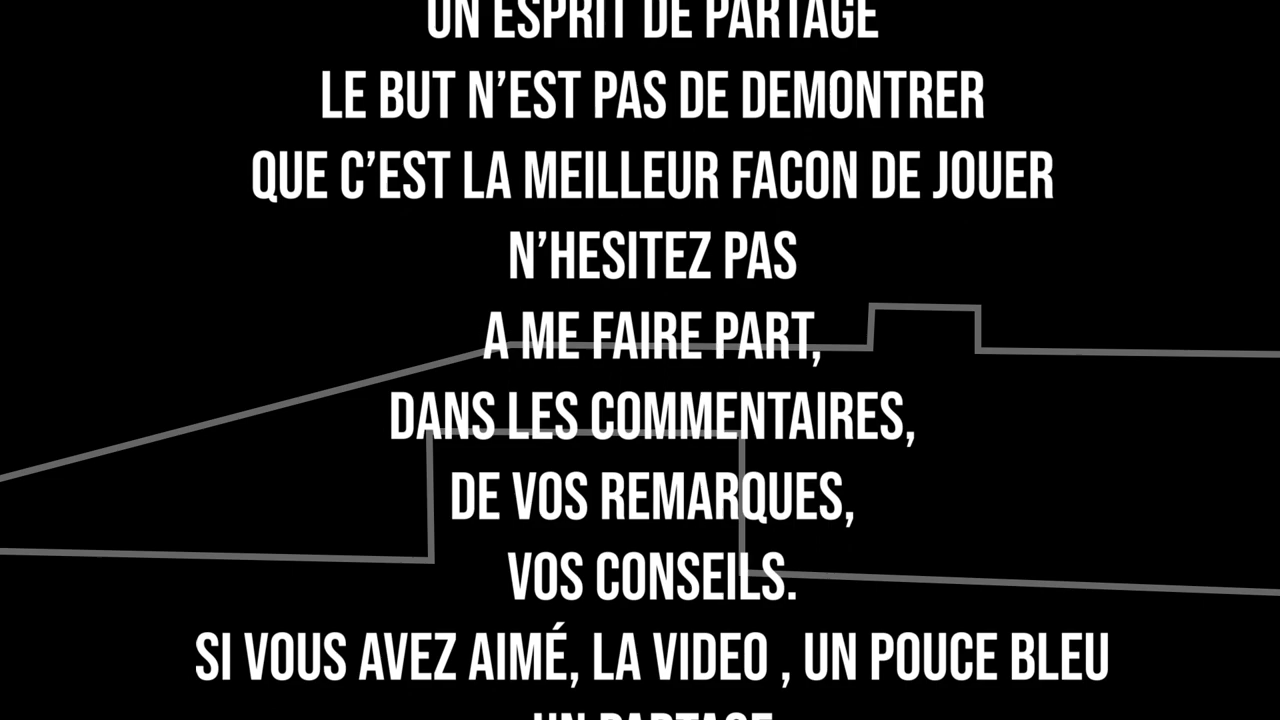 UN ESPRIT DE PARTAGE
LE BUT N’EST PAS DE DEMONTRER
QUE C’EST LA MEILLEUR FACON DE JOUER
N’HESITEZ PAS
A ME FAIRE PART,
DANS LES COMMENTAIRES,
DE VOS REMARQUES,
VOS CONSEILS.
SI VOUS AVEZ AIMÉ, LA VIDEO , UN POUCE BLEU
UN PARTAGE